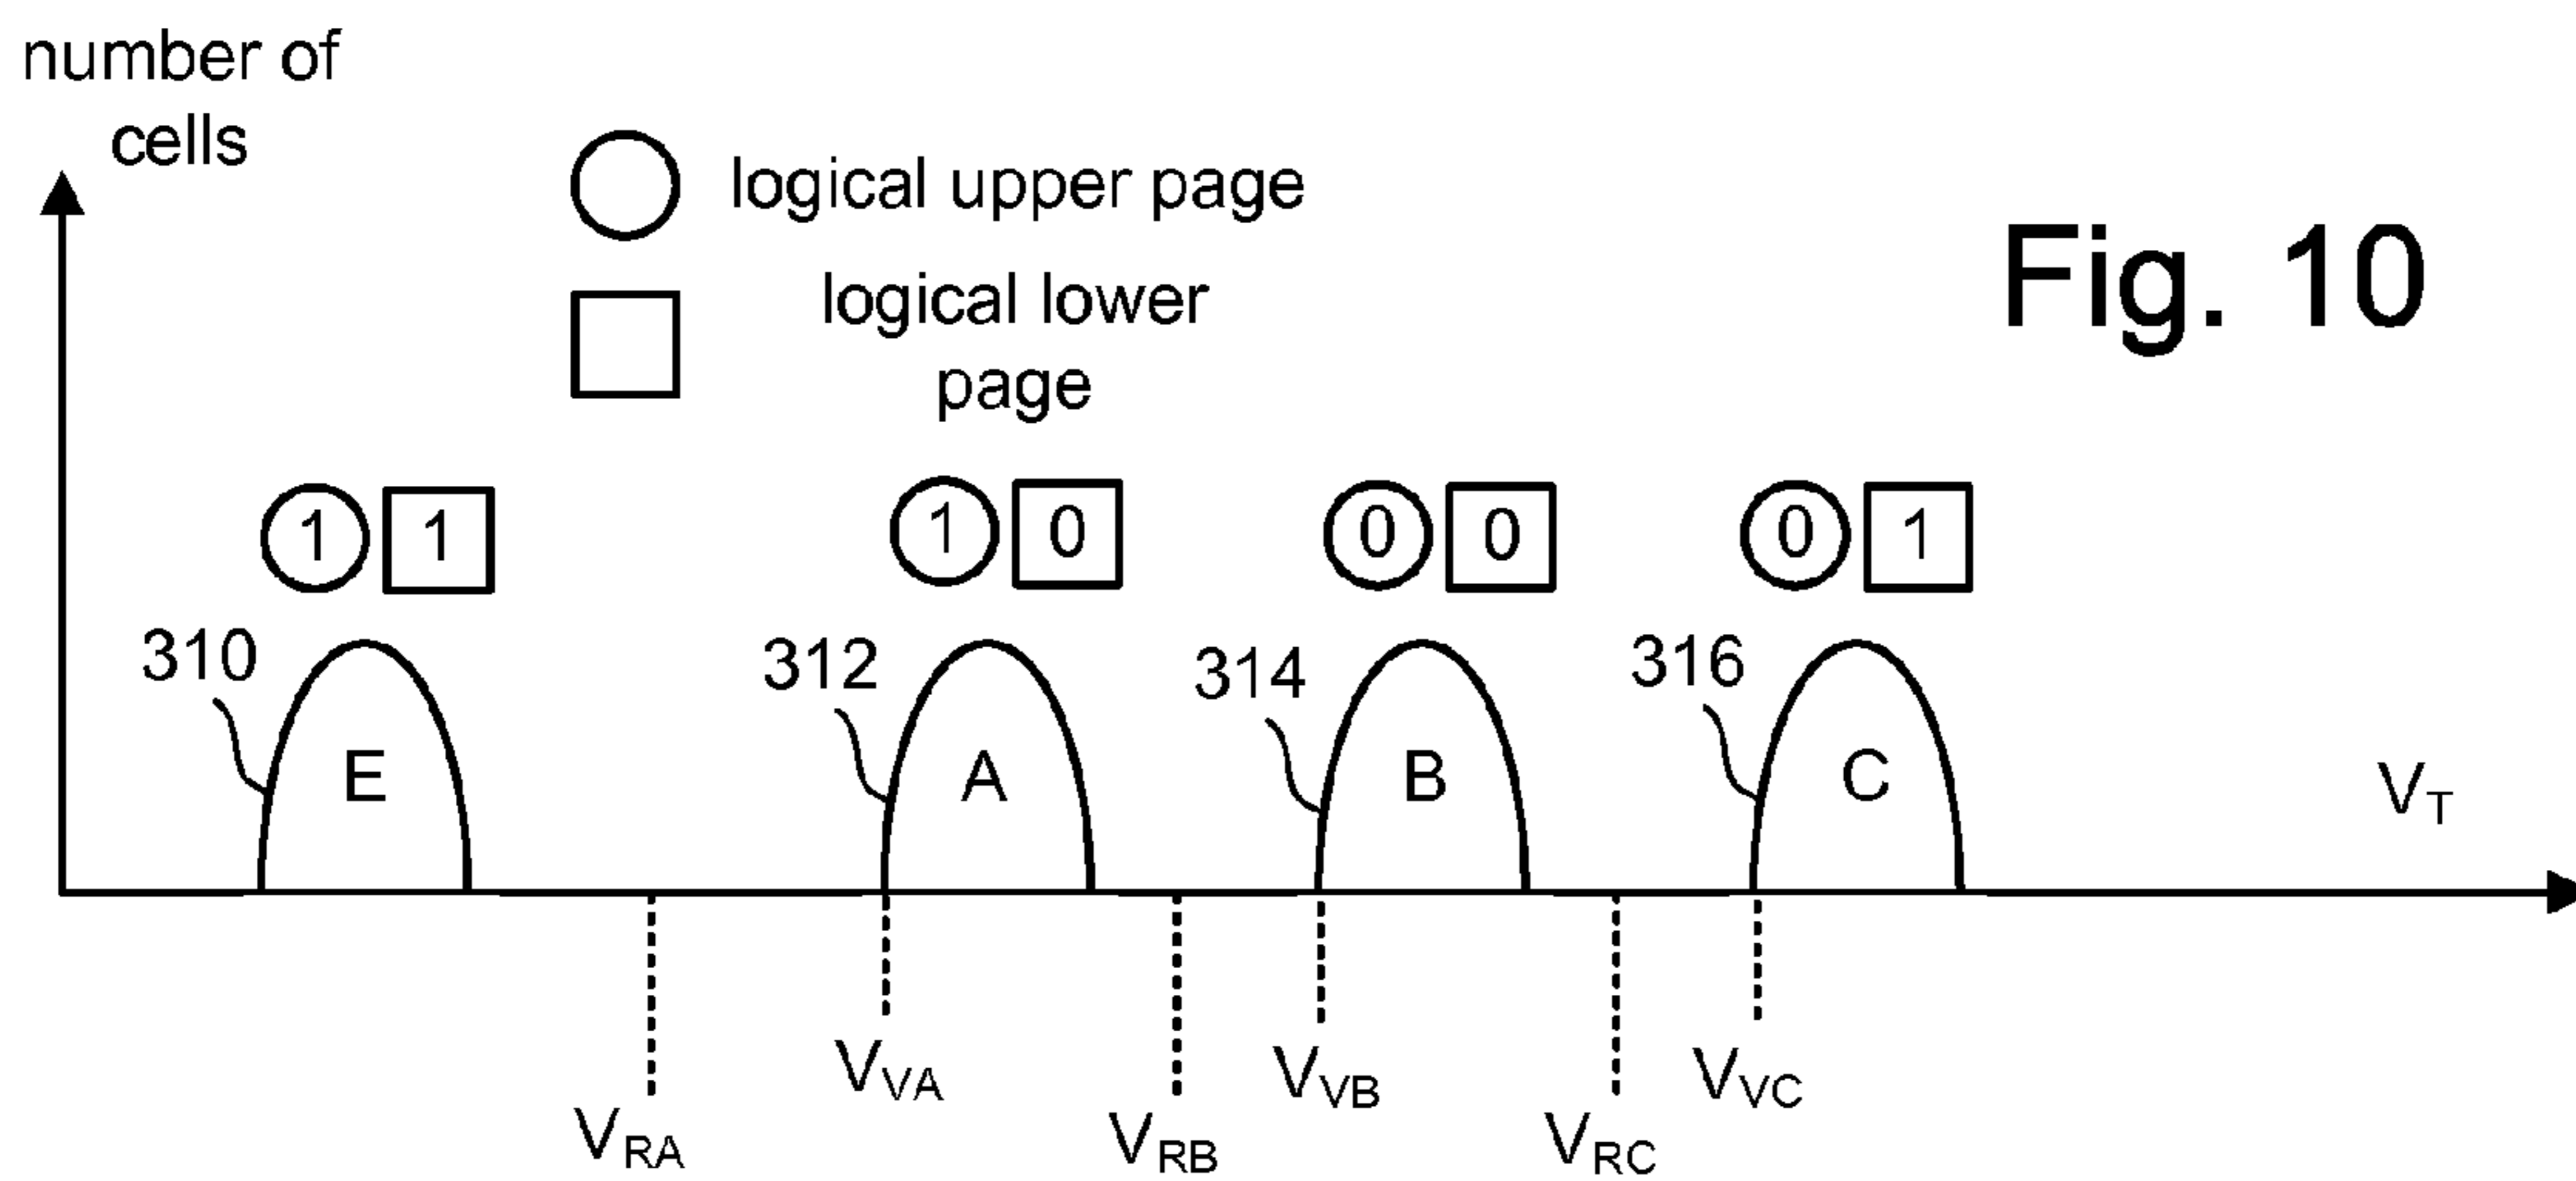 number of
cells
logical upper page
logical lower
page
Fig. 10
1 1
1 0
0 0
0 1
310
312
314
316
E
A
B
C
V_T
V_VA
V_VB
V_VC
V_RA
V_RB
V_RC